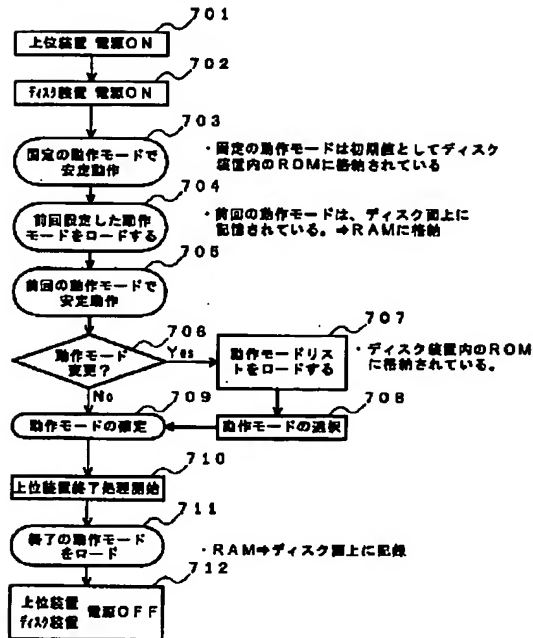 701
上位装置 電源ON
702
ディスク装置 電源ON
703
固定の動作モードで
安定動作
・固定の動作モードは初期値としてディスク
装置内のROMに格納されている
704
前回設定した動作
モードをロードする
・前回の動作モードは、ディスク面上に
記憶されている。⇒RAMに格納
705
前回の動作モードで
安定動作
706
動作モード
変更?
Yes
No
707
動作モードリス
トをロードする
・ディスク装置内のROM
に格納されている。
708
動作モードの選択
709
動作モードの確定
710
上位装置終了処理開始
711
終了の動作モード
をロード
・RAM⇒ディスク面上に記録
712
上位装置
ディスク装置
電源OFF